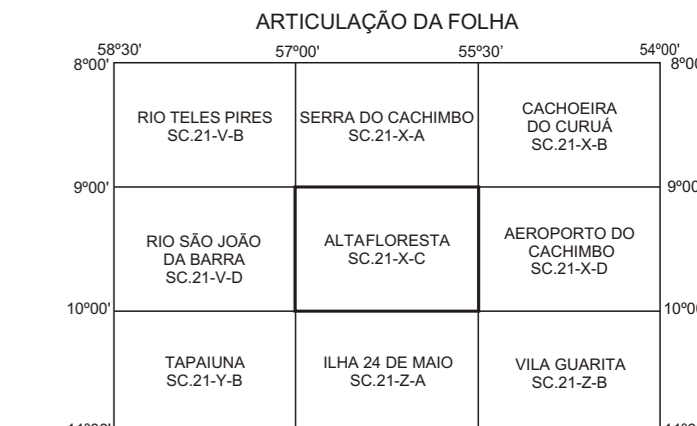 ARTICULAÇÃO DA FOLHA
58º30' 57º00' 55º30' 54º00'
8º00' 8º00
RIO TELES PIRES
SC.21-V-B
SERRA DO CACHIMBO
SC.21-X-A
CACHOEIRA
DO CURUÁ
SC.21-X-B
9º00' 9º00
RIO SÃO JOÃO
DA BARRA
SC.21-V-D
ALTAFLORESTA
SC.21-X-C
AEROPORTO DO
CACHIMBO
SC.21-X-D
10º00' 10º00
TAPAIUNA
SC.21-Y-B
ILHA 24 DE MAIO
SC.21-Z-A
VILA GUARITA
SC.21-Z-B